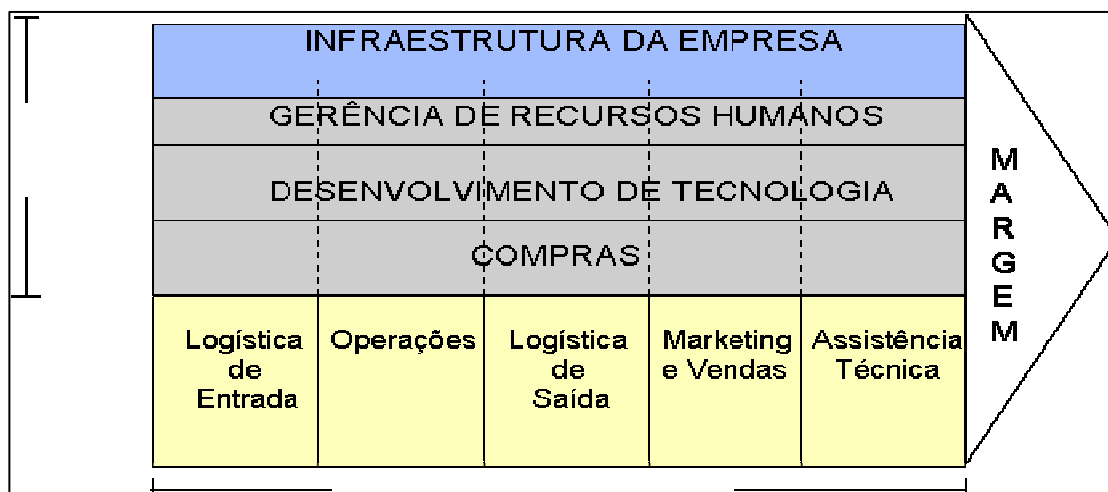 INFRAESTRUTURA DA EMPRESA
GERÊNCIA DE RECURSOS HUMANOS
DESENVOLVIMENTO DE TECNOLOGIA
COMPRAS
Logística
de
Entrada
Operações
Logística
de
Saída
Marketing
e Vendas
Assistência
Técnica
MARGEM